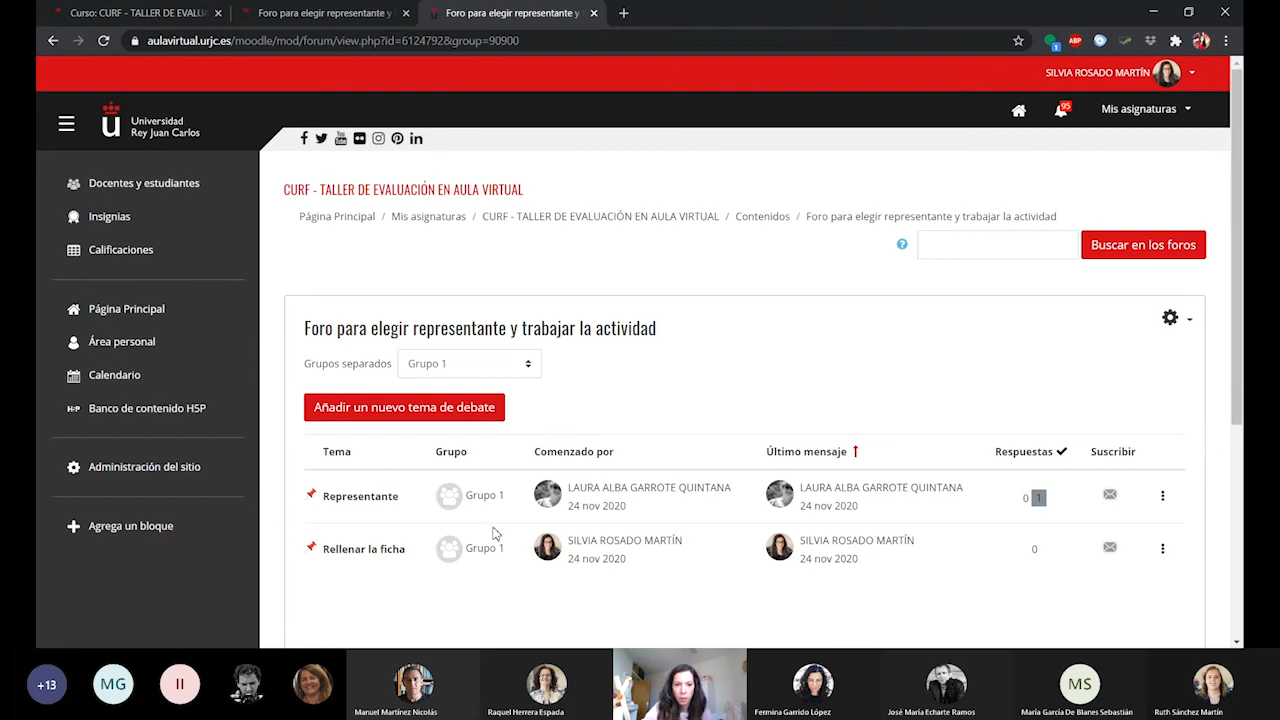 Curso: CURF - TALLER DE EVALUA
Foro para elegir representante y
Foro para elegir representante y
aulavirtual.urjc.es/moodle/mod/forum/view.php?id=6124792&group=90900
1
ABP
SILVIA ROSADO MARTÍN
Universidad
Rey Juan Carlos
95
Mis asignaturas
Docentes y estudiantes
Insignias
Calificaciones
Página Principal
Área personal
Calendario
H-P Banco de contenido H5P
Administración del sitio
Agrega un bloque
CURF - TALLER DE EVALUACIÓN EN AULA VIRTUAL
Página Principal / Mis asignaturas / CURF - TALLER DE EVALUACIÓN EN AULA VIRTUAL / Contenidos / Foro para elegir representante y trabajar la actividad
Buscar en los foros
Foro para elegir representante y trabajar la actividad
Grupos separados Grupo 1
Añadir un nuevo tema de debate
Tema Grupo Comenzado por Último mensaje Respuestas Suscribir
Representante Grupo 1 LAURA ALBA GARROTE QUINTANA LAURA ALBA GARROTE QUINTANA 0 1
24 nov 2020 24 nov 2020
Rellenar la ficha Grupo 1 SILVIA ROSADO MARTÍN SILVIA ROSADO MARTÍN 0
24 nov 2020 24 nov 2020
+13 MG II MS
Manuel Martínez Nicolás Raquel Herrera Espada Fermina Garrido López José María Echarte Ramos María García De Blanes Sebastián Ruth Sánchez Martín